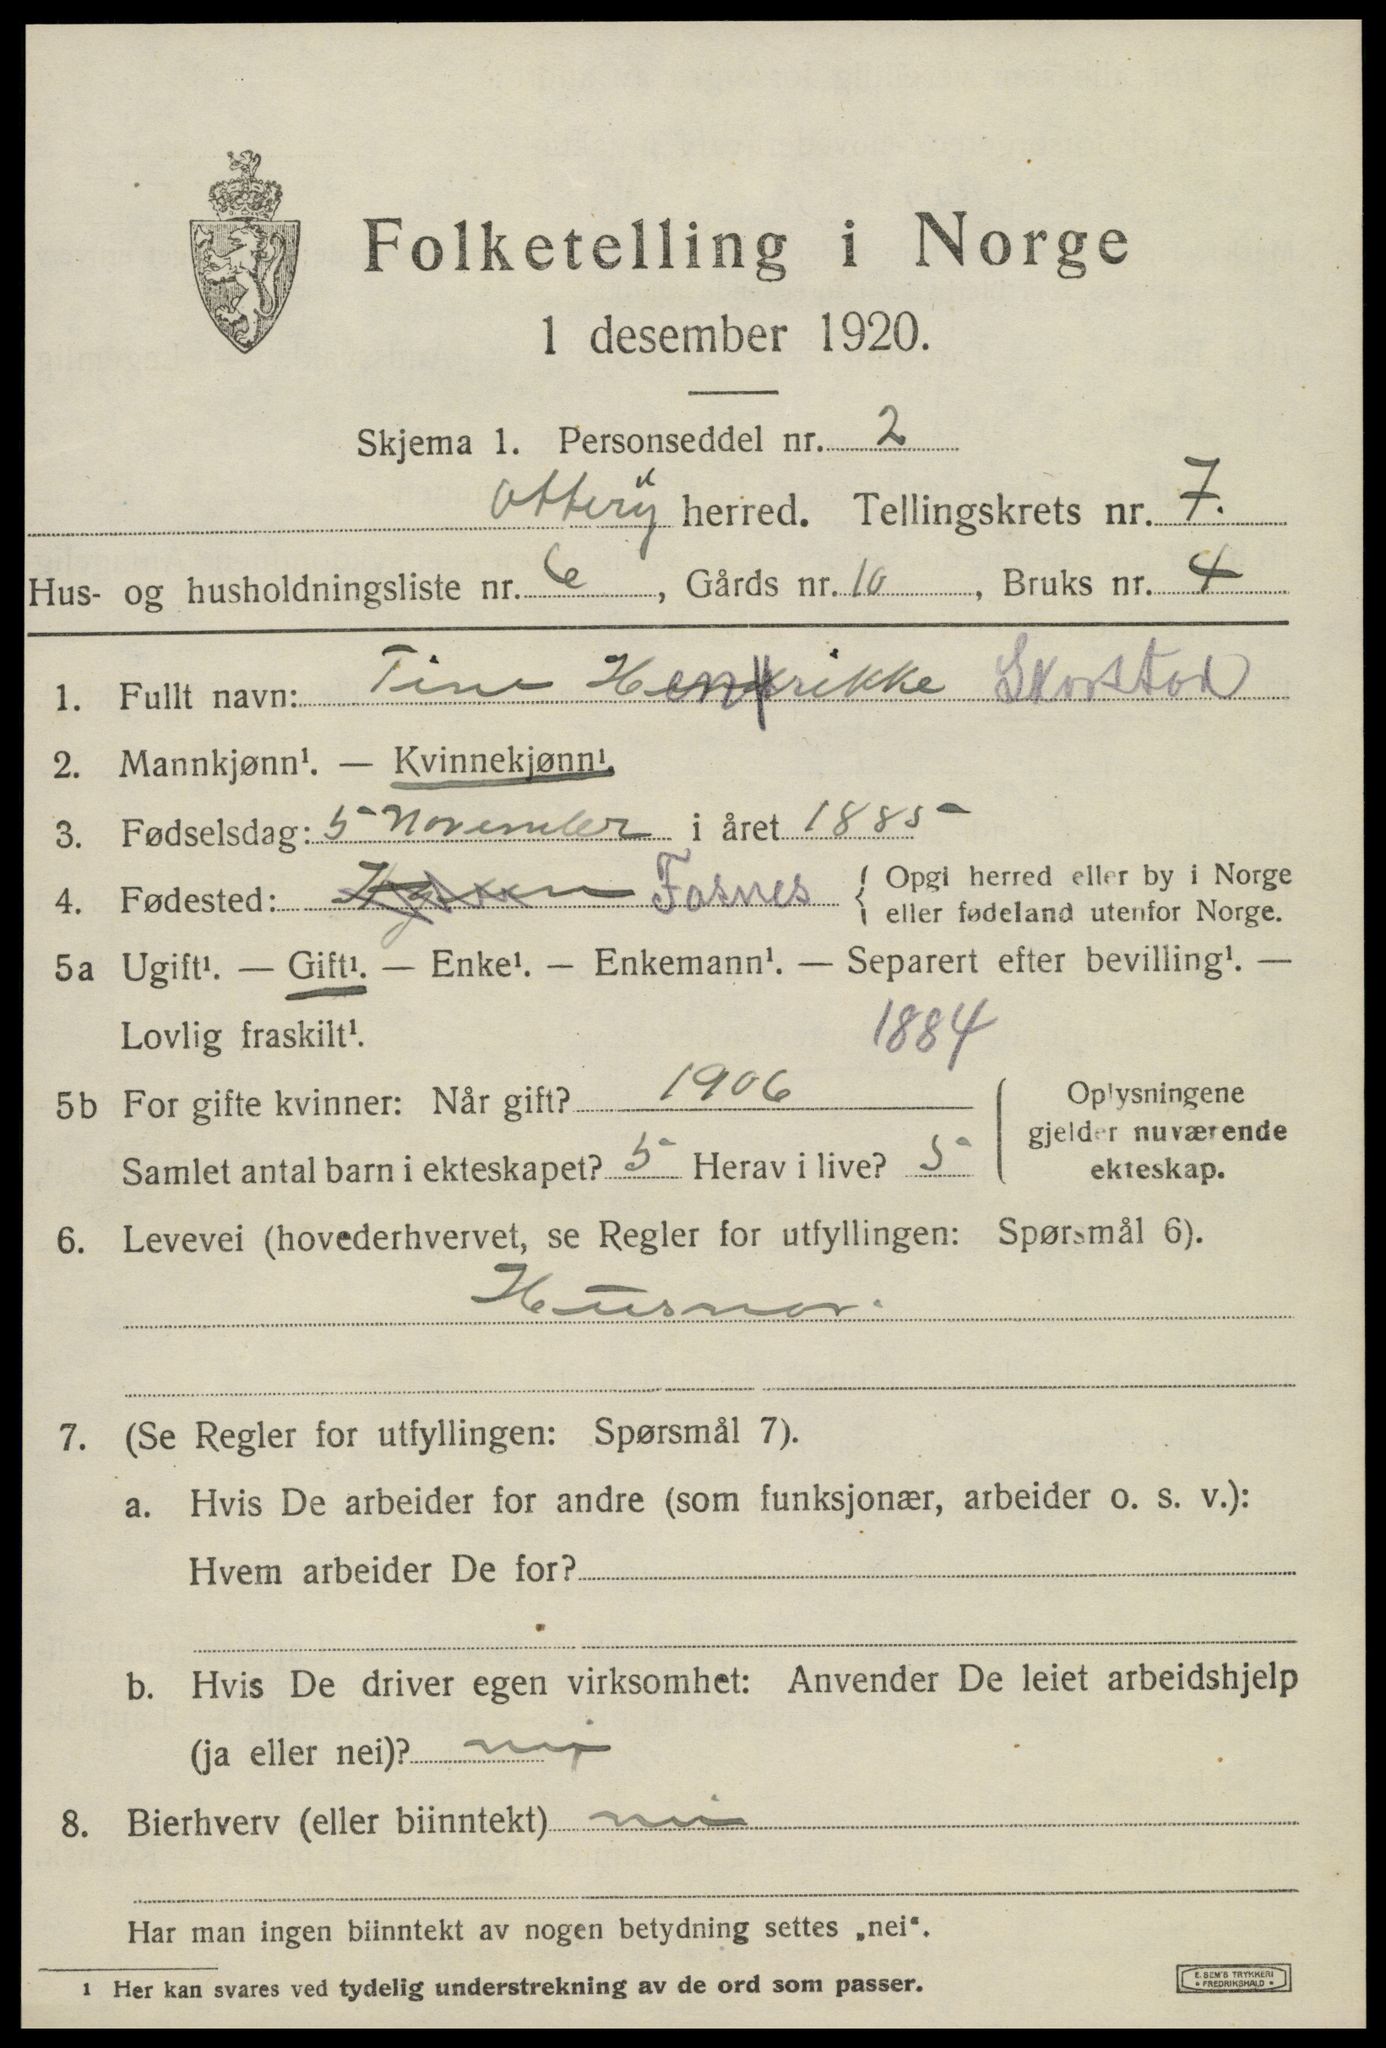 Folketelling i Norge
1 desember 1920.
Skjema 1. Personseddel nr. 2
Otterÿ herred. Tellingskrets nr. 7.
Hus- og husholdningsliste nr. 6, Gårds nr. 10, Bruks nr. 4
1. Fullt navn: Tine Henrikke Skorstad
2. Mannkjønn¹. — Kvinnekjønn¹.
3. Fødselsdag: 5 November i året 1885
4. Fødested: Fosnes { Opgi herred eller by i Norge
eller fødeland utenfor Norge.
5a Ugift¹. — Gift¹. — Enke¹. — Enkemann¹. — Separert efter bevilling¹. —
Lovlig fraskilt¹. 1884
5b For gifte kvinner: Når gift? 1906
Samlet antal barn i ekteskapet? 5 Herav i live? 5
Oplysningene
gjelder nuværende
ekteskap.
6. Levevei (hovederhvervet, se Regler for utfyllingen: Spørsmål 6).
Husmor.
7. (Se Regler for utfyllingen: Spørsmål 7).
a. Hvis De arbeider for andre (som funksjonær, arbeider o. s. v.):
Hvem arbeider De for?
b. Hvis De driver egen virksomhet: Anvender De leiet arbeidshjelp
(ja eller nei)? nei
8. Bierhverv (eller biinntekt) nei
Har man ingen biinntekt av nogen betydning settes „nei“.
1 Her kan svares ved tydelig understrekning av de ord som passer.
E. SEM'S TRYKKERI
• FREDRIKSHALD •